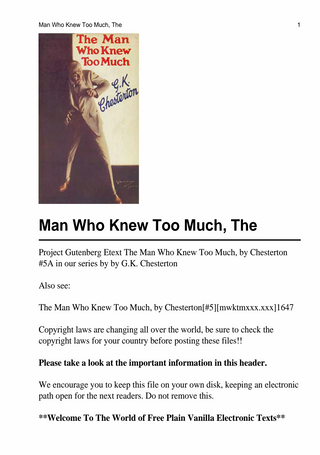 Man Who Knew Too Much, The 1
The Man
Who Knew
Too Much
G.K.
Chesterton
Man Who Knew Too Much, The
Project Gutenberg Etext The Man Who Knew Too Much, by Chesterton
#5A in our series by by G.K. Chesterton
Also see:
The Man Who Knew Too Much, by Chesterton[#5][mwktmxxx.xxx]1647
Copyright laws are changing all over the world, be sure to check the
copyright laws for your country before posting these files!!
Please take a look at the important information in this header.
We encourage you to keep this file on your own disk, keeping an electronic
path open for the next readers. Do not remove this.
**Welcome To The World of Free Plain Vanilla Electronic Texts**